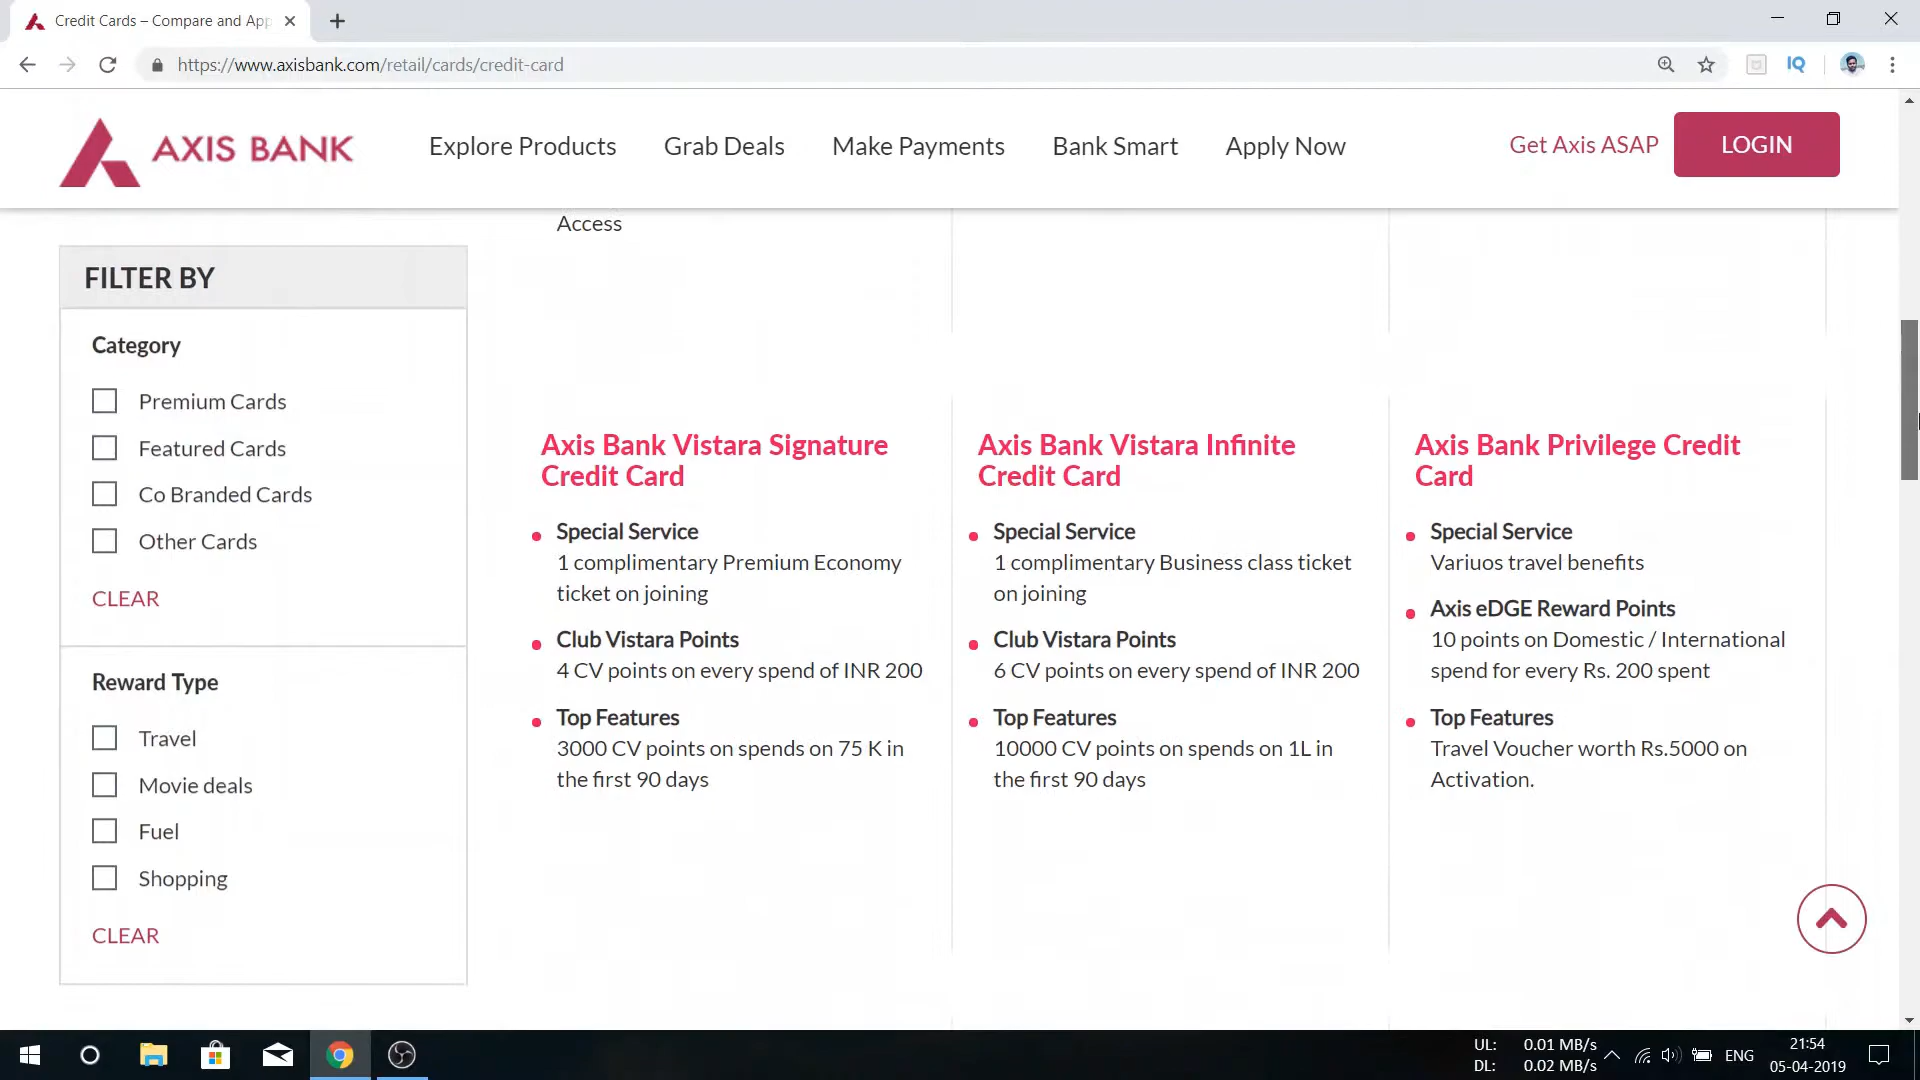 Credit Cards – Compare and App
https://www.axisbank.com/retail/cards/credit-card
IQ
AXIS BANK
Explore Products
Grab Deals
Make Payments
Bank Smart
Apply Now
Get Axis ASAP
LOGIN
Access
FILTER BY
Category
Premium Cards
Featured Cards
Co Branded Cards
Other Cards
CLEAR
Reward Type
Travel
Movie deals
Fuel
Shopping
CLEAR
Axis Bank Vistara Signature
Credit Card
Special Service
1 complimentary Premium Economy
ticket on joining
Club Vistara Points
4 CV points on every spend of INR 200
Top Features
3000 CV points on spends on 75 K in
the first 90 days
Axis Bank Vistara Infinite
Credit Card
Special Service
1 complimentary Business class ticket
on joining
Club Vistara Points
6 CV points on every spend of INR 200
Top Features
10000 CV points on spends on 1L in
the first 90 days
Axis Bank Privilege Credit
Card
Special Service
Variuos travel benefits
Axis eDGE Reward Points
10 points on Domestic / International
spend for every Rs. 200 spent
Top Features
Travel Voucher worth Rs.5000 on
Activation.
UL: 0.01 MB/s
DL: 0.02 MB/s
ENG
21:54
05-04-2019